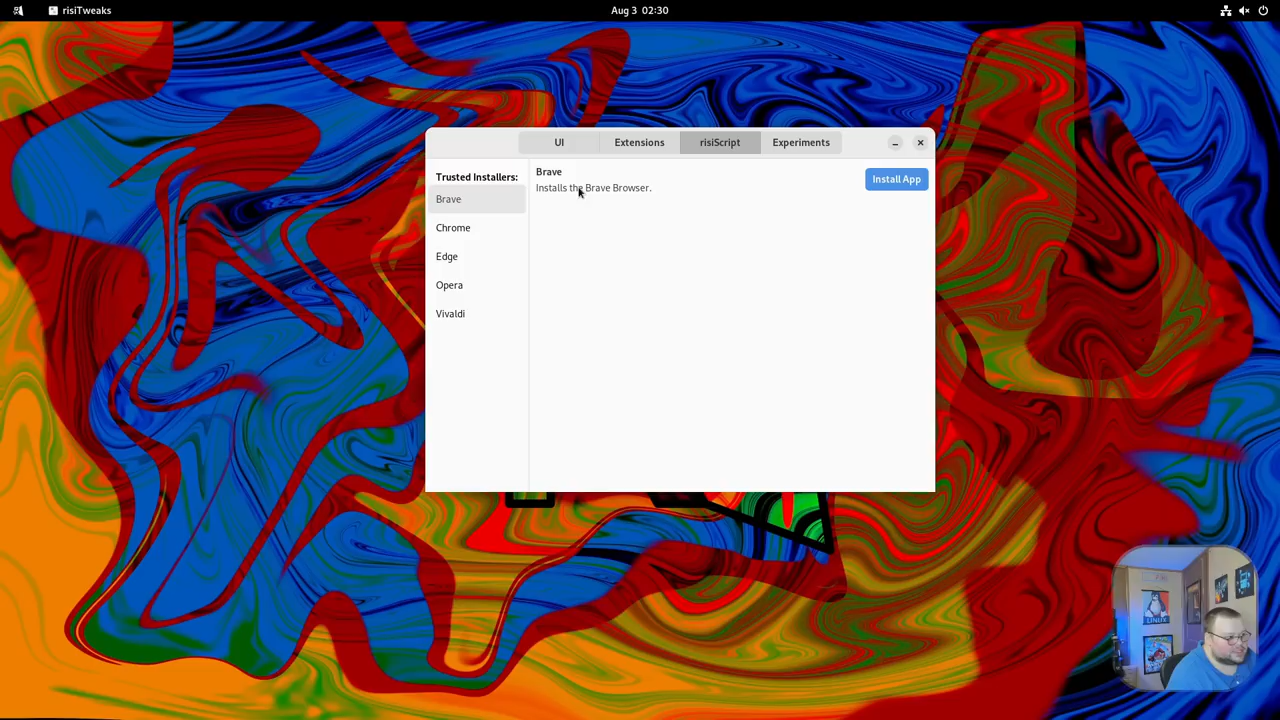 risiTweaks
Aug 3 02:30
UI
Extensions
risiScript
Experiments
Trusted Installers:
Brave
Chrome
Edge
Opera
Vivaldi
Brave
Installs the Brave Browser.
Install App
LINUX